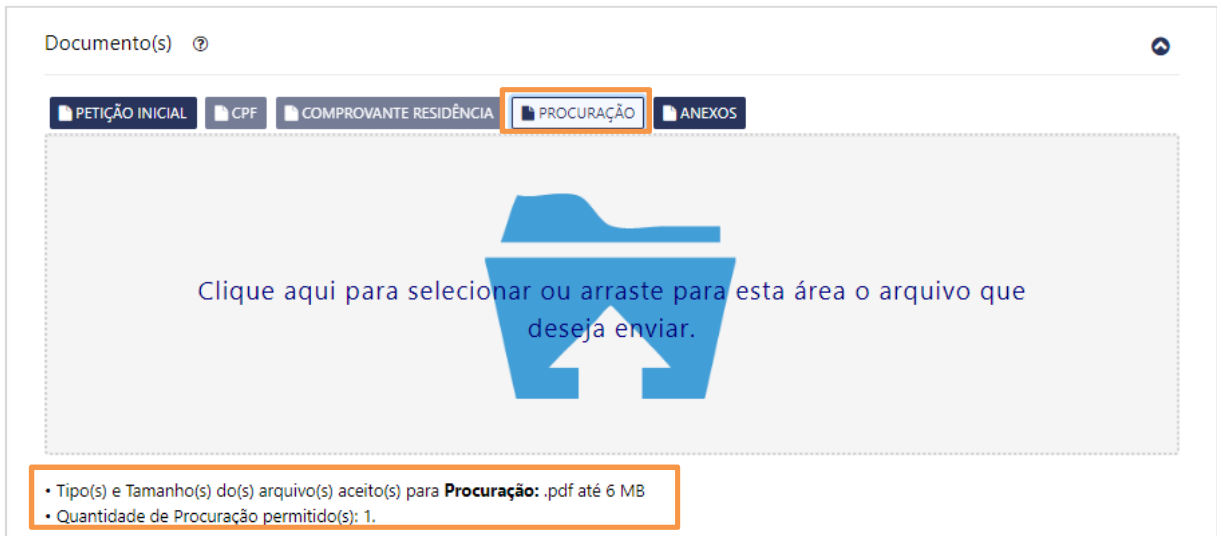 Documento(s)
PETIÇÃO INICIAL CPF COMPROVANTE RESIDÊNCIA PROCURAÇÃO ANEXOS
Clique aqui para selecionar ou arraste para esta área o arquivo que
deseja enviar.
• Tipo(s) e Tamanho(s) do(s) arquivo(s) aceito(s) para Procuração: .pdf até 6 MB
• Quantidade de Procuração permitido(s): 1.